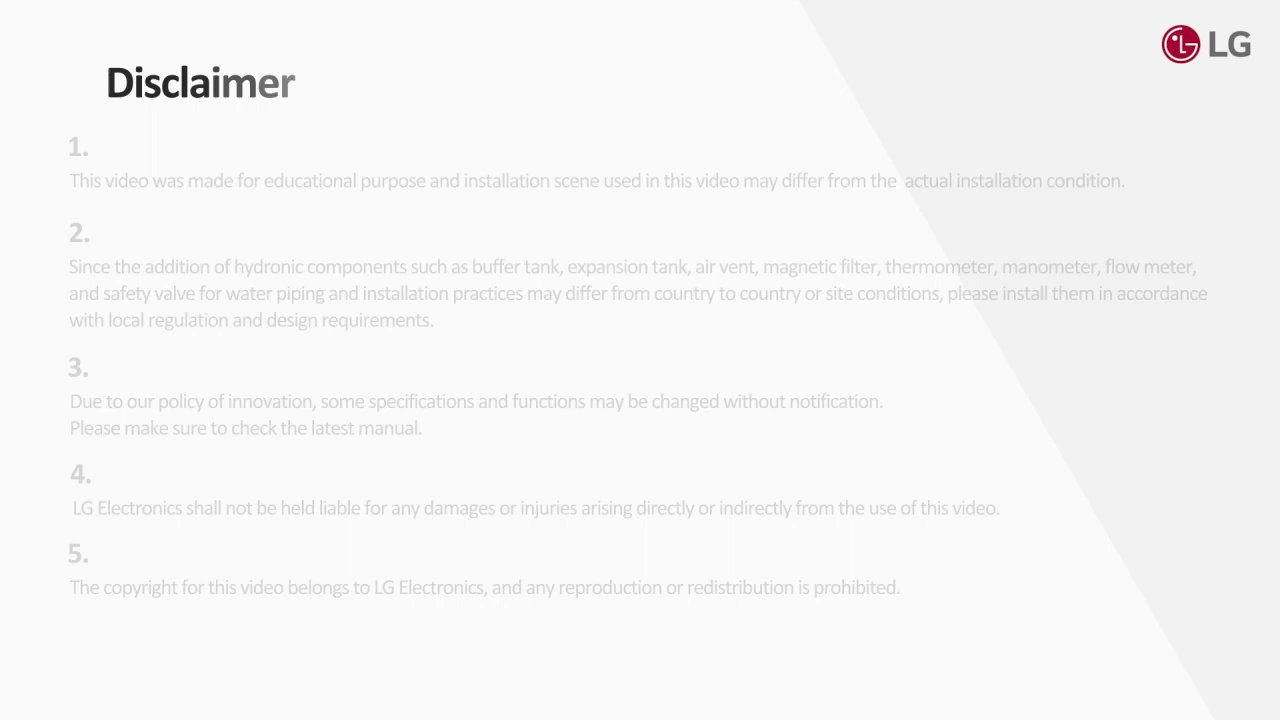 LG
Disclaimer
1.
This video was made for educational purpose and installation scene used in this video may differ from the actual installation condition.
2.
Since the addition of hydronic components such as buffer tank, expansion tank, air vent, magnetic filter, thermometer, manometer, flow meter,
and safety valve for water piping and installation practices may differ from country to country or site conditions, please install them in accordance
with local regulation and design requirements.
3.
Due to our policy of innovation, some specifications and functions may be changed without notification.
Please make sure to check the latest manual.
4.
LG Electronics shall not be held liable for any damages or injuries arising directly or indirectly from the use of this video.
5.
The copyright for this video belongs to LG Electronics, and any reproduction or redistribution is prohibited.